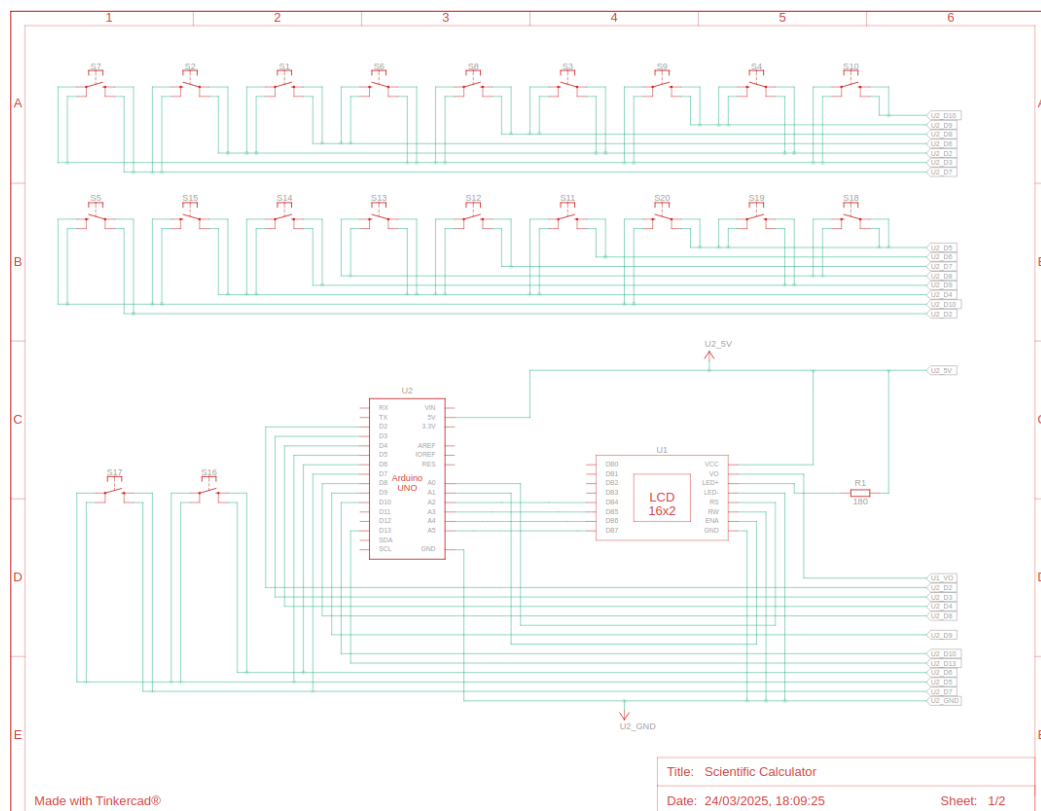 1 2 3 4 5 6
A
S7 S2 S1 S6 S8 S3 S9 S4 S10
U2_D10
U2_D9
U2_D8
U2_D6
U2_D2
U2_D3
U2_D7
B
S5 S15 S14 S13 S12 S11 S20 S19 S18
U2_D5
U2_D6
U2_D7
U2_D8
U2_D9
U2_D4
U2_D10
U2_D2
C
U2_5V
U2_5V
U2
RX VIN
TX 5V
D2 3.3V
D3
D4 AREF
D5 IOREF
D6 RES
D7
D8 A0
D9 A1
D10 A2
D11 A3
D12 A4
D13 A5
SDA
SCL GND
Arduino
UNO
U1
DB0 VCC
DB1 VO
DB2 LED+
DB3 LED-
DB4 RS
DB5 RW
DB6 ENA
DB7 GND
LCD
16x2
R1
180
S17 S16
D
U1_VO
U2_D2
U2_D3
U2_D4
U2_D8
U2_D9
U2_D10
U2_D13
U2_D6
U2_D5
U2_D7
U2_GND
E
U2_GND
Title: Scientific Calculator
Made with Tinkercad®
Date: 24/03/2025, 18:09:25 Sheet: 1/2